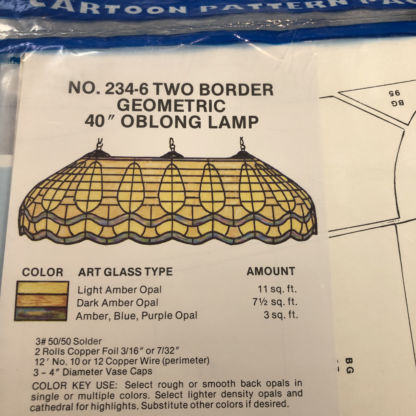 CARTOON PATTERN
NO. 234-6 TWO BORDER
GEOMETRIC
40" OBLONG LAMP
COLOR ART GLASS TYPE AMOUNT
Light Amber Opal 11 sq. ft.
Dark Amber Opal 7½ sq. ft.
Amber, Blue, Purple Opal 3 sq. ft.
3# 50/50 Solder
2 Rolls Copper Foil 3/16" or 7/32"
12' No. 10 or 12 Copper Wire (perimeter)
3 – 4" Diameter Vase Caps
COLOR KEY USE: Select rough or smooth back opals in
single or multiple colors. Select lighter density opals and
cathedral for highlights. Substitute other colors if desired.
BG
95
BG